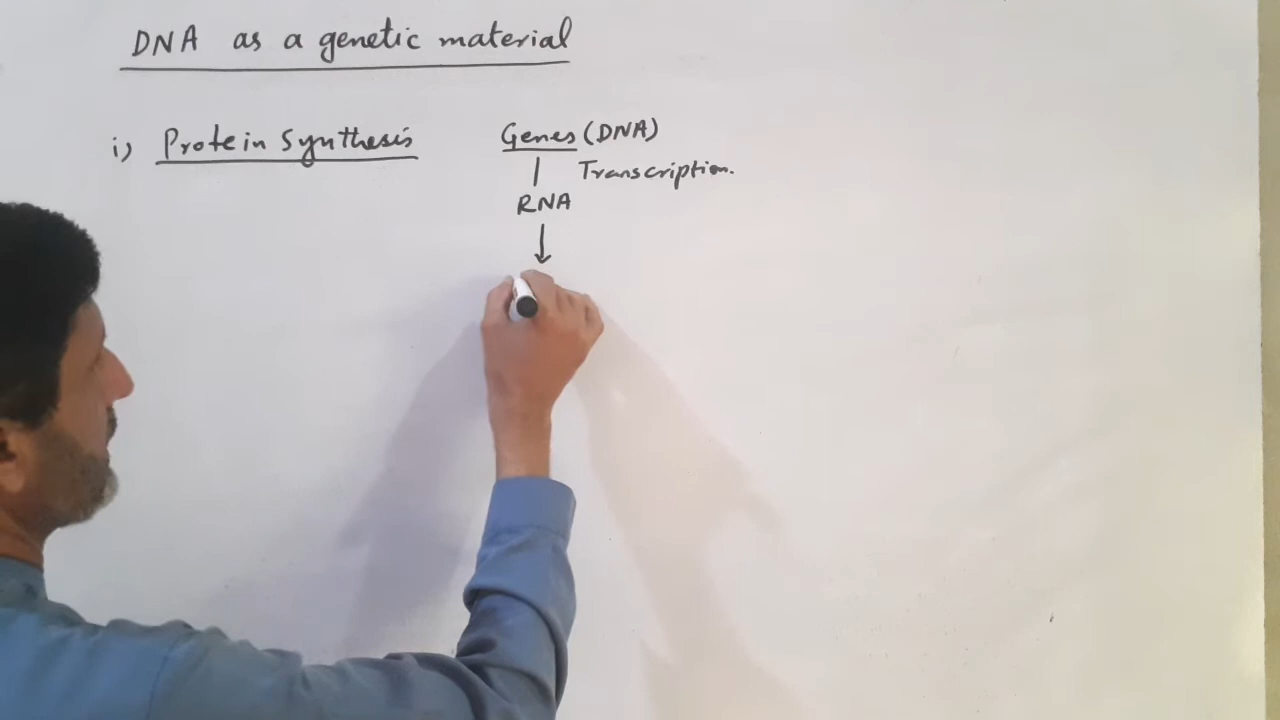 DNA as a genetic material
i) Protein Synthesis
Genes (DNA)
Transcription.
RNA